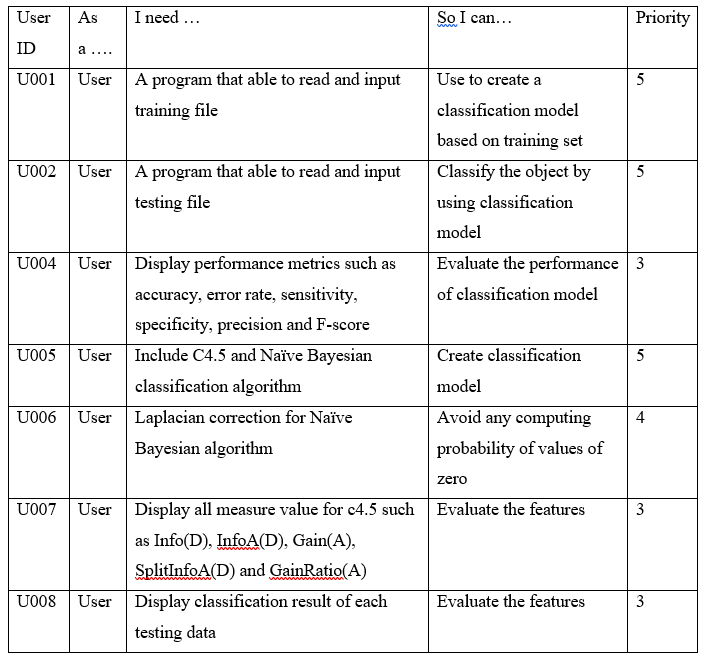 User ID | As a …. | I need … | So I can… | Priority
U001 | User | A program that able to read and input training file | Use to create a classification model based on training set | 5
U002 | User | A program that able to read and input testing file | Classify the object by using classification model | 5
U004 | User | Display performance metrics such as accuracy, error rate, sensitivity, specificity, precision and F-score | Evaluate the performance of classification model | 3
U005 | User | Include C4.5 and Naïve Bayesian classification algorithm | Create classification model | 5
U006 | User | Laplacian correction for Naïve Bayesian algorithm | Avoid any computing probability of values of zero | 4
U007 | User | Display all measure value for c4.5 such as Info(D), InfoA(D), Gain(A), SplitInfoA(D) and GainRatio(A) | Evaluate the features | 3
U008 | User | Display classification result of each testing data | Evaluate the features | 3